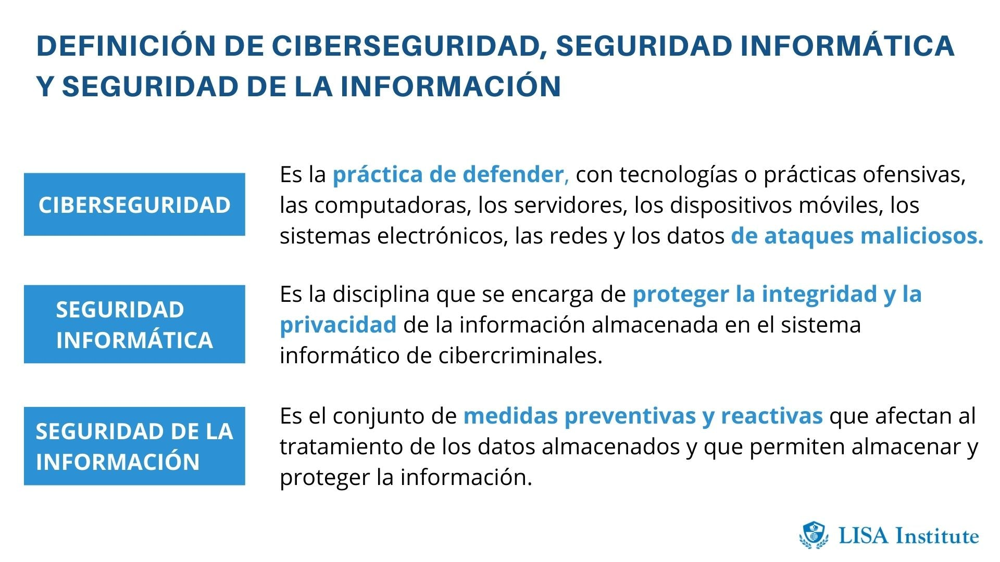 DEFINICIÓN DE CIBERSEGURIDAD, SEGURIDAD INFORMÁTICA
Y SEGURIDAD DE LA INFORMACIÓN
CIBERSEGURIDAD
Es la práctica de defender, con tecnologías o prácticas ofensivas,
las computadoras, los servidores, los dispositivos móviles, los
sistemas electrónicos, las redes y los datos de ataques maliciosos.
SEGURIDAD
INFORMÁTICA
Es la disciplina que se encarga de proteger la integridad y la
privacidad de la información almacenada en el sistema
informático de cibercriminales.
SEGURIDAD DE LA
INFORMACIÓN
Es el conjunto de medidas preventivas y reactivas que afectan al
tratamiento de los datos almacenados y que permiten almacenar y
proteger la información.
LISA Institute